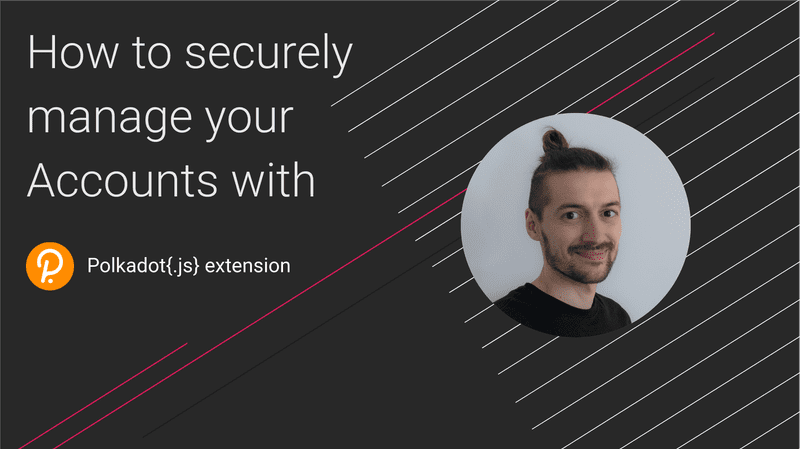 How to securely
manage your
Accounts with
Polkadot{.js} extension